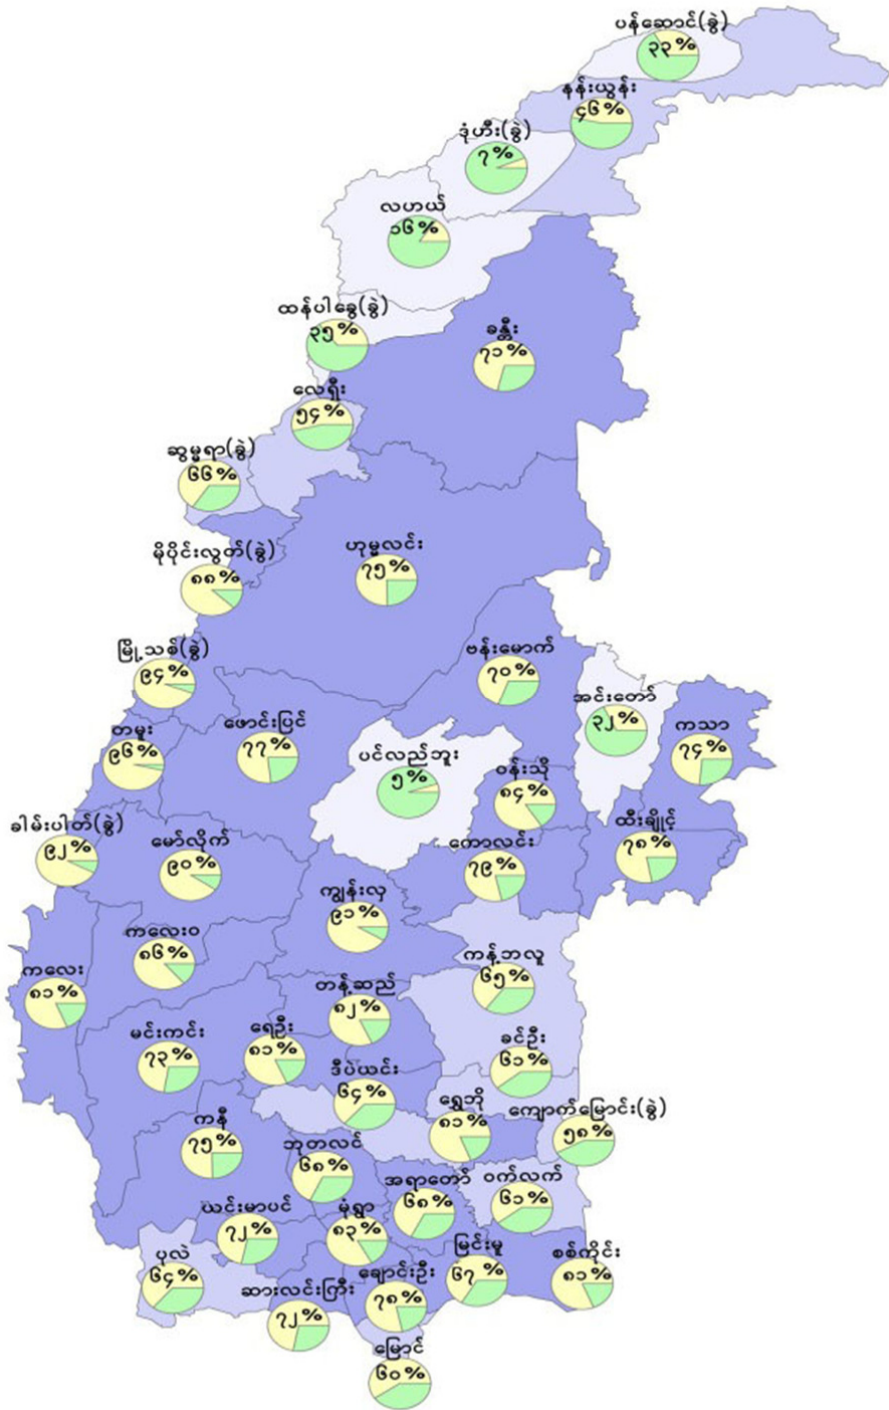 ပန်ဆောင်(ခွဲ)
၃၃%
နန်းယွန်း
၄၆%
ဒုံဟီး(ခွဲ)
၇%
လဟယ်
၁၆%
ထန်ပါခွေ(ခွဲ)
၃၅%
ခန္တီး
၇၁%
လေရှီး
၅၄%
ဆွမ္မရာ(ခွဲ)
၆၆%
ဟုမ္မလင်း
၇၅%
မိုပိုင်းလွတ်(ခွဲ)
၈၈%
မြို့သစ်(ခွဲ)
၉၄%
ဗန်းမောက်
၇၀%
အင်းတော်
၃၂%
ကသာ
၇၄%
တမူး
၉၆%
ဖောင်းပြင်
၇၇%
ပင်လည်ဘူး
၅%
ဝန်းသို
၈၄%
ထီးချိုင့်
၇၈%
ခါမ်းပါတ်(ခွဲ)
၉၂%
မော်လိုက်
၉၀%
ကောလင်း
၇၉%
ကျွန်းလှ
၉၁%
ကလေးဝ
၈၆%
ကန့်ဘလူ
၆၅%
ကလေး
၈၁%
တန့်ဆည်
၈၂%
မင်းကင်း
၇၃%
ရေဦး
၈၁%
ခင်ဦး
၆၁%
ဒီပဲယင်း
၆၄%
ရွှေဘို
၈၁%
ကျောက်မြောင်း(ခွဲ)
၅၈%
ကနီ
၇၅%
ဘုတလင်
၆၈%
အရာတော်
၆၈%
ဝက်လက်
၆၁%
ယင်းမာပင်
၇၂%
မုံရွာ
၈၃%
ပုလဲ
၆၄%
မြင်းမူ
၆၇%
စစ်ကိုင်း
၈၁%
ဆားလင်းကြီး
၇၂%
ချောင်းဦး
၇၈%
မြောင်
၆၀%